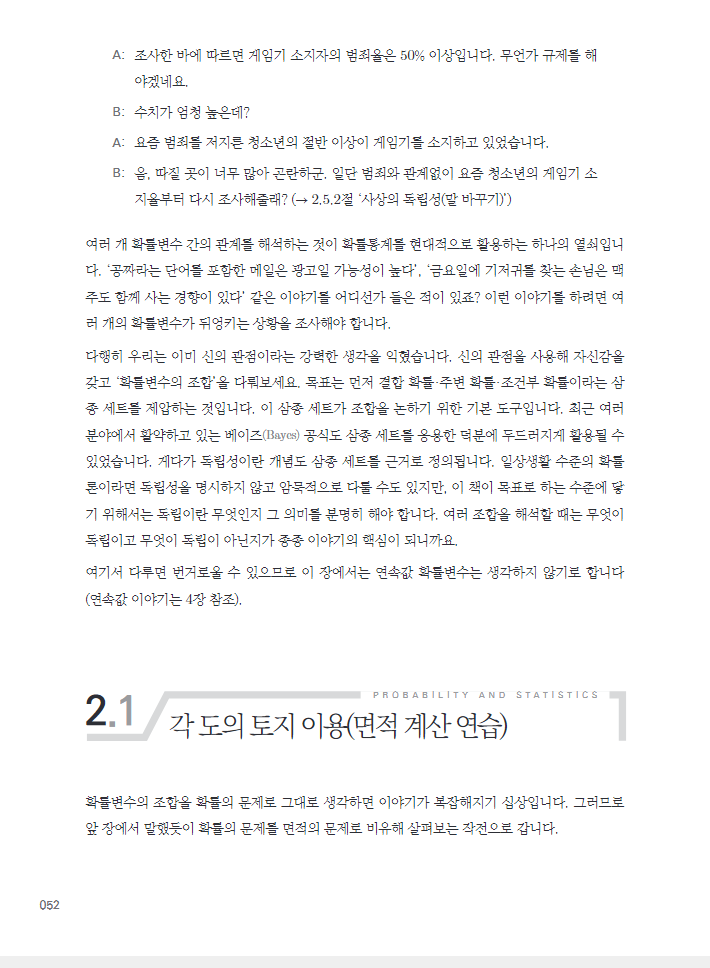 A: 조사한 바에 따르면 게임기 소지자의 범죄율은 50% 이상입니다. 무언가 규제를 해
야겠네요.
B: 수치가 엄청 높은데?
A: 요즘 범죄를 저지른 청소년의 절반 이상이 게임기를 소지하고 있었습니다.
B: 음, 따질 곳이 너무 많아 곤란하군. 일단 범죄와 관계없이 요즘 청소년의 게임기 소
지율부터 다시 조사해줄래? (→ 2.5.2절 ‘사상의 독립성(말 바꾸기)’)
여러 개 확률변수 간의 관계를 해석하는 것이 확률통계를 현대적으로 활용하는 하나의 열쇠입니
다. ‘공짜라는 단어를 포함한 메일은 광고일 가능성이 높다’, ‘금요일에 기저귀를 찾는 손님은 맥
주도 함께 사는 경향이 있다’ 같은 이야기를 어디선가 들은 적이 있죠? 이런 이야기를 하려면 여
러 개의 확률변수가 뒤엉키는 상황을 조사해야 합니다.
다행히 우리는 이미 신의 관점이라는 강력한 생각을 익혔습니다. 신의 관점을 사용해 자신감을
갖고 ‘확률변수의 조합’을 다뤄보세요. 목표는 먼저 결합 확률·주변 확률·조건부 확률이라는 삼
종 세트를 제압하는 것입니다. 이 삼종 세트가 조합을 논하기 위한 기본 도구입니다. 최근 여러
분야에서 활약하고 있는 베이즈(Bayes) 공식도 삼종 세트를 응용한 덕분에 두드러지게 활용될 수
있었습니다. 게다가 독립성이란 개념도 삼종 세트를 근거로 정의됩니다. 일상생활 수준의 확률
론이라면 독립성을 명시하지 않고 암묵적으로 다룰 수도 있지만, 이 책이 목표로 하는 수준에 닿
기 위해서는 독립이란 무엇인지 그 의미를 분명히 해야 합니다. 여러 조합을 해석할 때는 무엇이
독립이고 무엇이 독립이 아닌지가 종종 이야기의 핵심이 되니까요.
여기서 다루면 번거로울 수 있으므로 이 장에서는 연속값 확률변수는 생각하지 않기로 합니다
(연속값 이야기는 4장 참조).
PROBABILITY AND STATISTICS
2.1 각 도의 토지 이용(면적 계산 연습)
확률변수의 조합을 확률의 문제로 그대로 생각하면 이야기가 복잡해지기 십상입니다. 그러므로
앞 장에서 말했듯이 확률의 문제를 면적의 문제로 비유해 살펴보는 작전으로 갑니다.
052